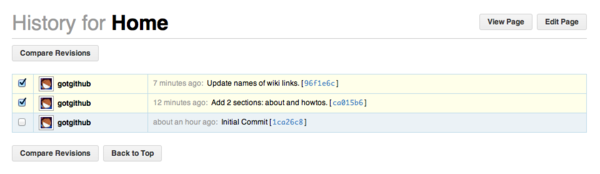 History for Home
View Page
Edit Page
Compare Revisions
gotgithub 7 minutes ago: Update names of wiki links. [96f1e6c]
gotgithub 12 minutes ago: Add 2 sections: about and howtos. [ca015b6]
gotgithub about an hour ago: Initial Commit [1ca26c8]
Compare Revisions
Back to Top